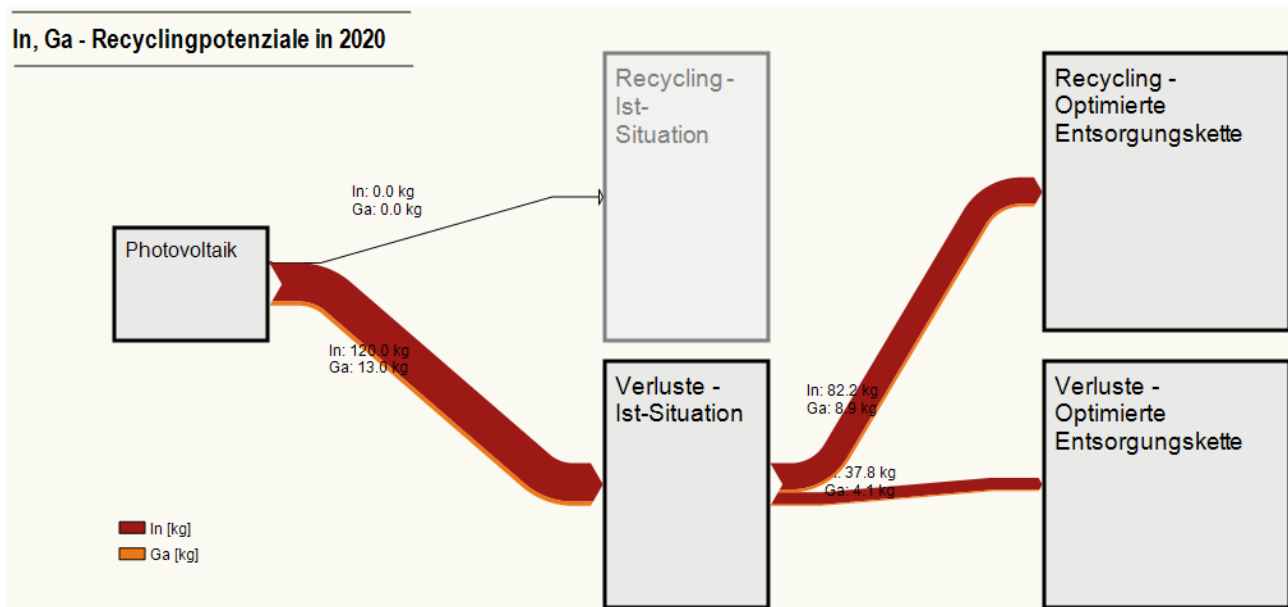 In, Ga - Recyclingpotenziale in 2020
Recycling -
Ist-
Situation
Recycling -
Optimierte
Entsorgungskette
In: 0.0 kg
Ga: 0.0 kg
Photovoltaik
In: 120.0 kg
Ga: 13.0 kg
Verluste -
Ist-Situation
Verluste -
Optimierte
Entsorgungskette
In: 82.2 kg
Ga: 8.9 kg
37.8 kg
Ga: 4.1 kg
In [kg]
Ga [kg]